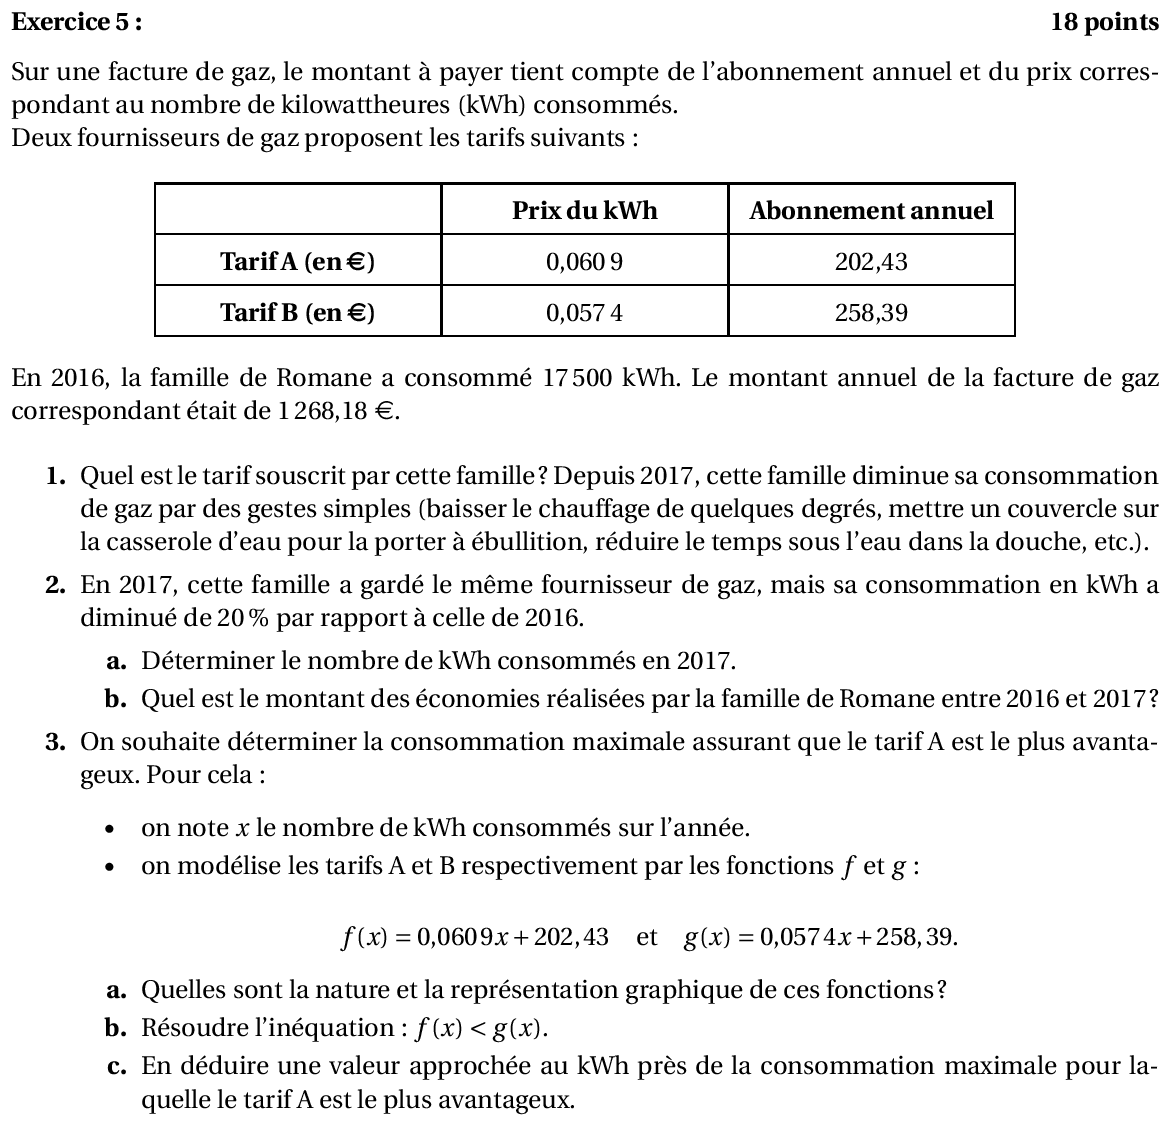 Exercice 5 : 18 points
Sur une facture de gaz, le montant à payer tient compte de l'abonnement annuel et du prix corres-
pondant au nombre de kilowattheures (kWh) consommés.
Deux fournisseurs de gaz proposent les tarifs suivants :
Prix du kWh Abonnement annuel
Tarif A (en €) 0,060 9 202,43
Tarif B (en €) 0,057 4 258,39
En 2016, la famille de Romane a consommé 17 500 kWh. Le montant annuel de la facture de gaz
correspondant était de 1 268,18 €.
1. Quel est le tarif souscrit par cette famille ? Depuis 2017, cette famille diminue sa consommation
de gaz par des gestes simples (baisser le chauffage de quelques degrés, mettre un couvercle sur
la casserole d'eau pour la porter à ébullition, réduire le temps sous l'eau dans la douche, etc.).
2. En 2017, cette famille a gardé le même fournisseur de gaz, mais sa consommation en kWh a
diminué de 20 % par rapport à celle de 2016.
a. Déterminer le nombre de kWh consommés en 2017.
b. Quel est le montant des économies réalisées par la famille de Romane entre 2016 et 2017 ?
3. On souhaite déterminer la consommation maximale assurant que le tarif A est le plus avanta-
geux. Pour cela :
• on note x le nombre de kWh consommés sur l'année.
• on modélise les tarifs A et B respectivement par les fonctions f et g :
f(x) = 0,0609x + 202,43 et g(x) = 0,0574x + 258,39.
a. Quelles sont la nature et la représentation graphique de ces fonctions ?
b. Résoudre l'inéquation : f(x) < g(x).
c. En déduire une valeur approchée au kWh près de la consommation maximale pour la-
quelle le tarif A est le plus avantageux.